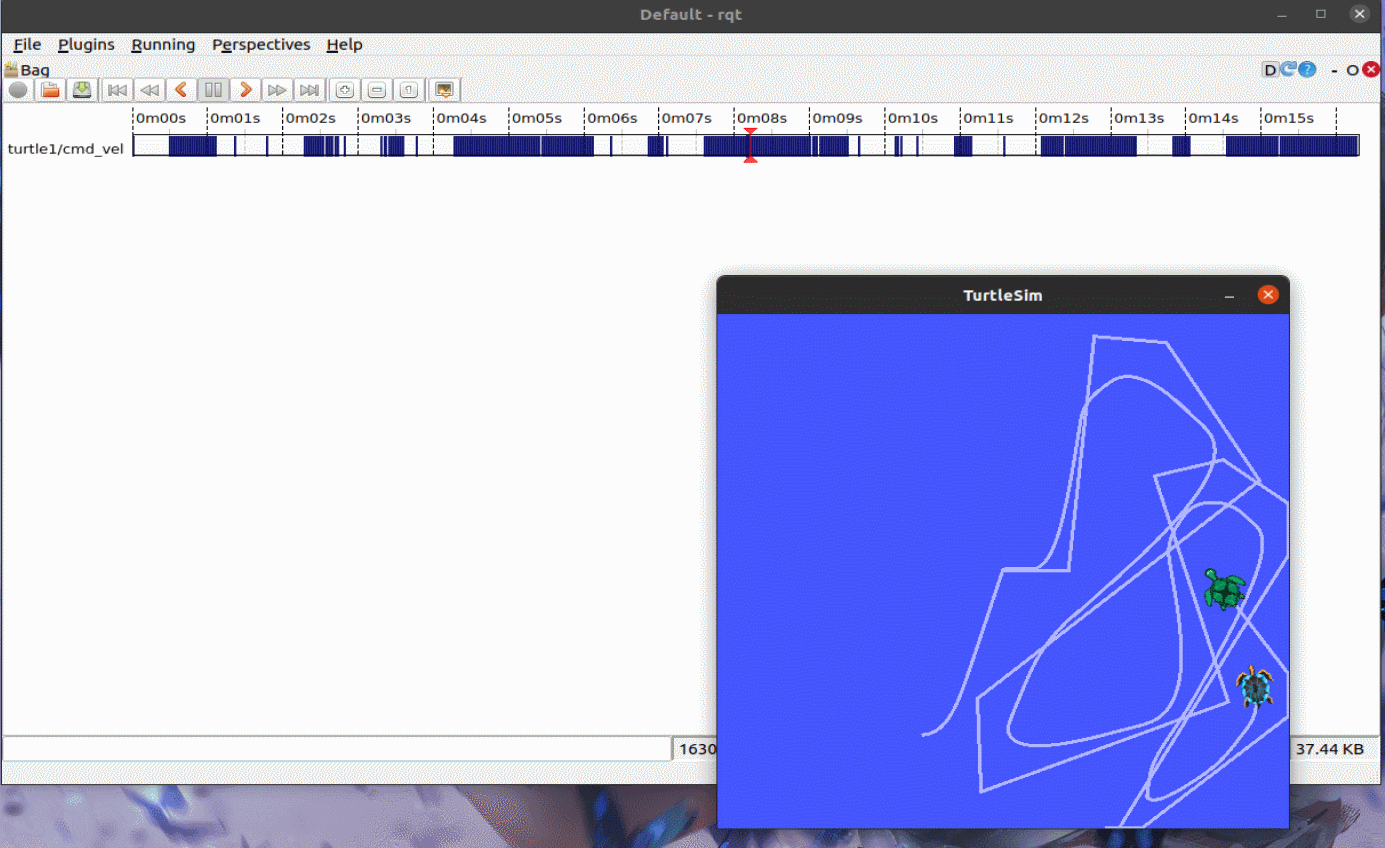 Default - rqt
File Plugins Running Perspectives Help
Bag
D ? - O
0m00s 0m01s 0m02s 0m03s 0m04s 0m05s 0m06s 0m07s 0m08s 0m09s 0m10s 0m11s 0m12s 0m13s 0m14s 0m15s
turtle1/cmd_vel
TurtleSim
1630
37.44 KB